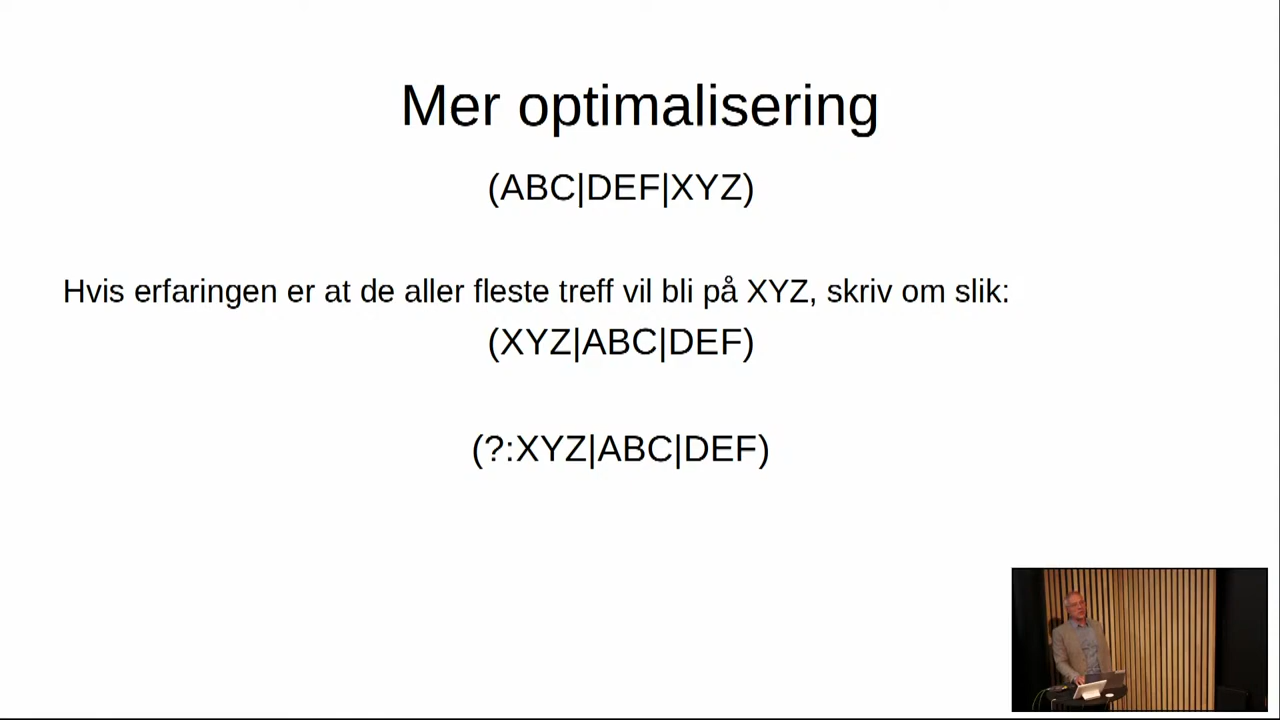 Mer optimalisering
(ABC|DEF|XYZ)
Hvis erfaringen er at de aller fleste treff vil bli på XYZ, skriv om slik:
(XYZ|ABC|DEF)
(?:XYZ|ABC|DEF)